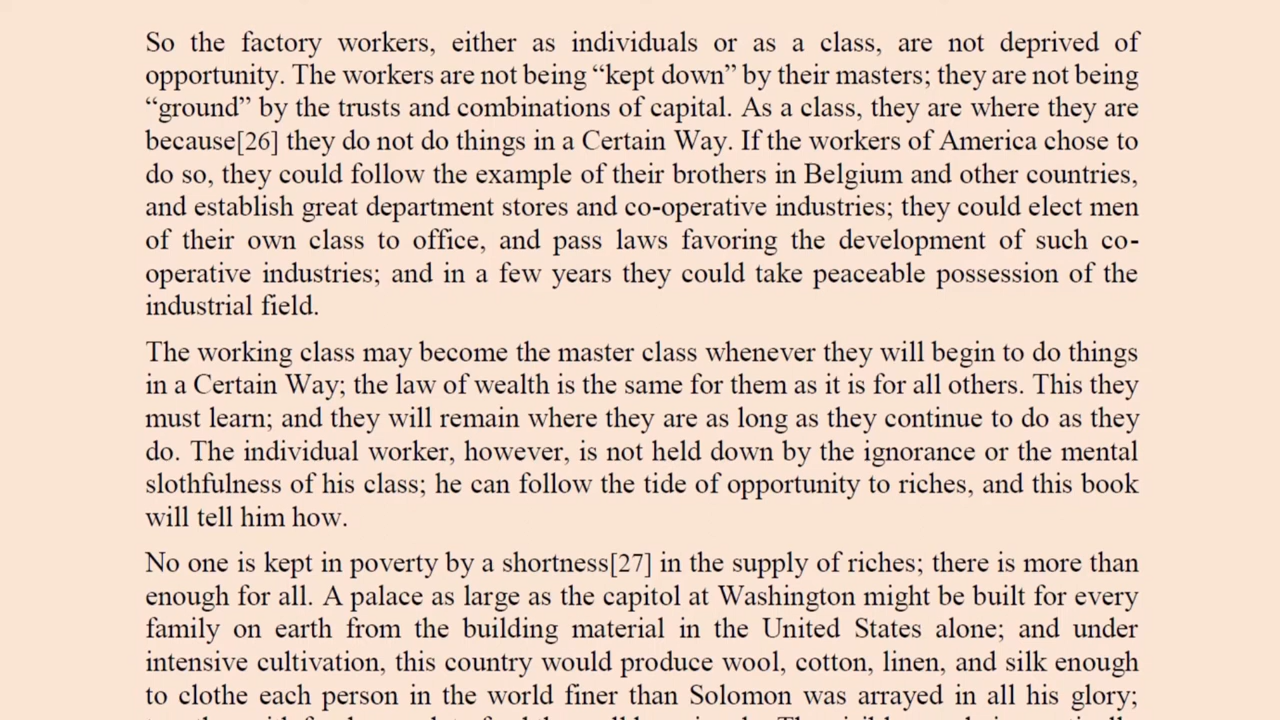 So the factory workers, either as individuals or as a class, are not deprived of
opportunity. The workers are not being “kept down” by their masters; they are not being
“ground” by the trusts and combinations of capital. As a class, they are where they are
because[26] they do not do things in a Certain Way. If the workers of America chose to
do so, they could follow the example of their brothers in Belgium and other countries,
and establish great department stores and co-operative industries; they could elect men
of their own class to office, and pass laws favoring the development of such co-
operative industries; and in a few years they could take peaceable possession of the
industrial field.
The working class may become the master class whenever they will begin to do things
in a Certain Way; the law of wealth is the same for them as it is for all others. This they
must learn; and they will remain where they are as long as they continue to do as they
do. The individual worker, however, is not held down by the ignorance or the mental
slothfulness of his class; he can follow the tide of opportunity to riches, and this book
will tell him how.
No one is kept in poverty by a shortness[27] in the supply of riches; there is more than
enough for all. A palace as large as the capitol at Washington might be built for every
family on earth from the building material in the United States alone; and under
intensive cultivation, this country would produce wool, cotton, linen, and silk enough
to clothe each person in the world finer than Solomon was arrayed in all his glory;